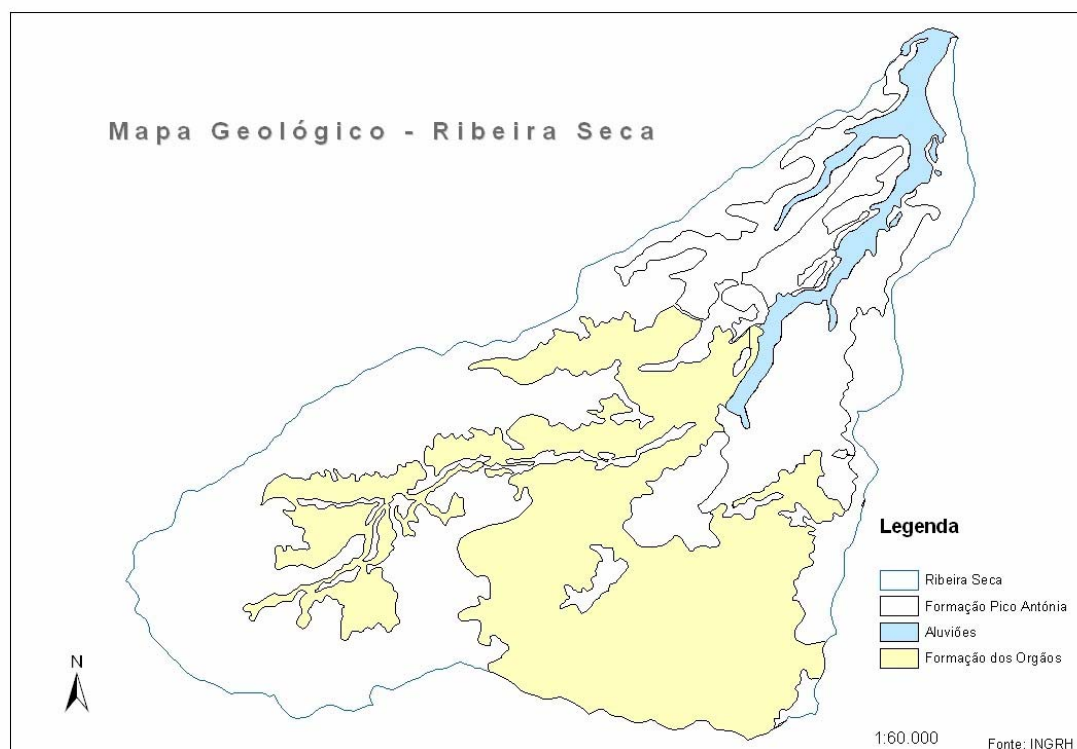 Mapa Geológico - Ribeira Seca
Legenda
Ribeira Seca
Formação Pico Antónia
Aluviões
Formação dos Orgãos
N
1:60.000
Fonte: INGRH